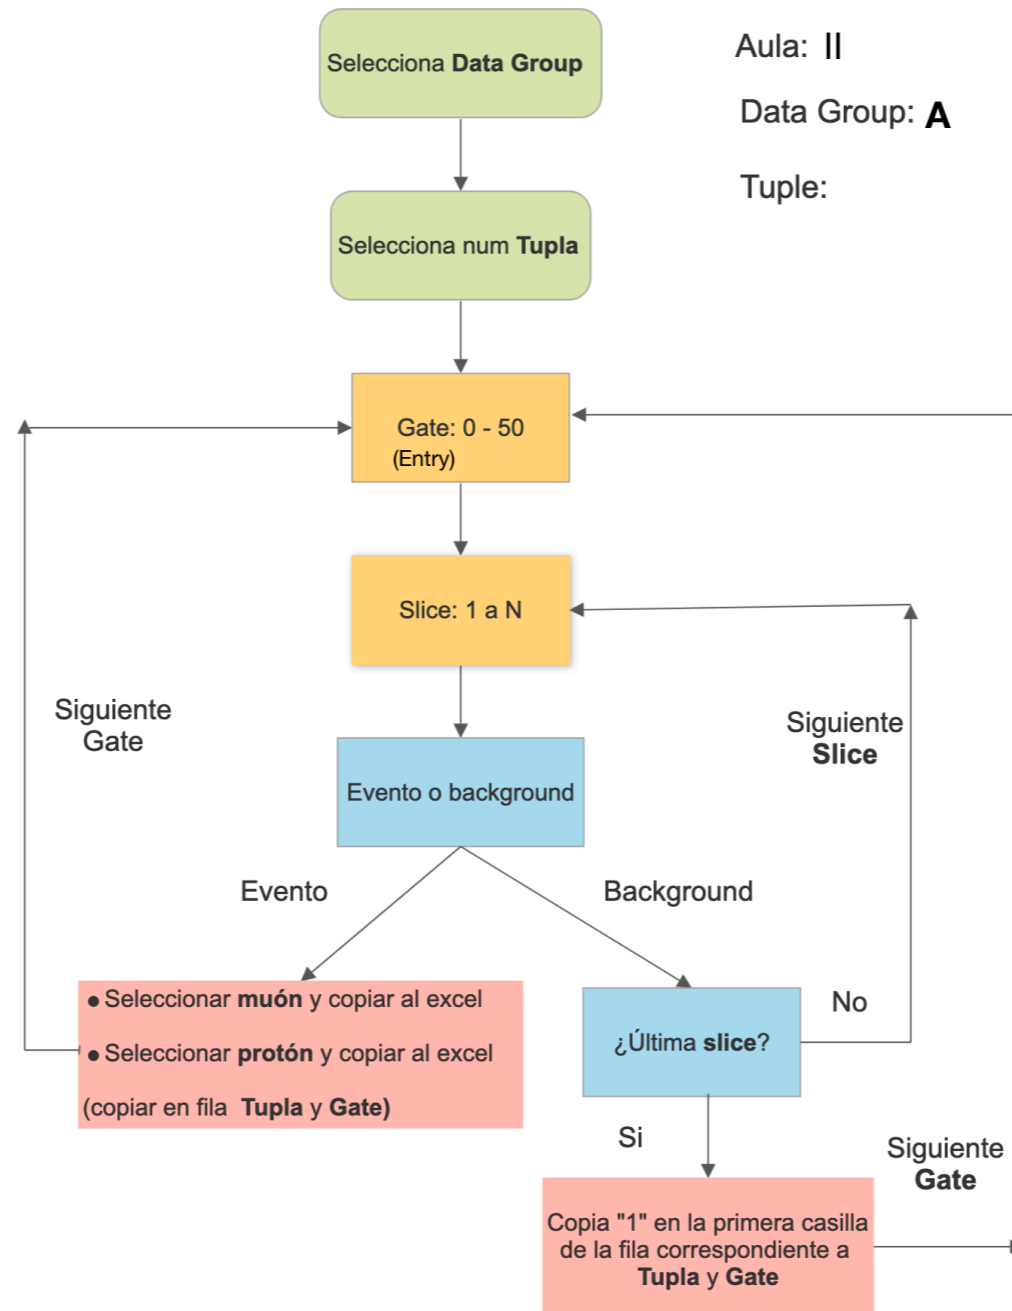 Selecciona Data Group
Aula: II
Data Group: A
Tuple:
Selecciona num Tupla
Gate: 0 - 50
(Entry)
Slice: 1 a N
Siguiente
Gate
Siguiente
Slice
Evento o background
Evento
Background
● Seleccionar muón y copiar al excel
● Seleccionar protón y copiar al excel
(copiar en fila Tupla y Gate)
¿Última slice?
No
Si
Siguiente
Gate
Copia "1" en la primera casilla
de la fila correspondiente a
Tupla y Gate